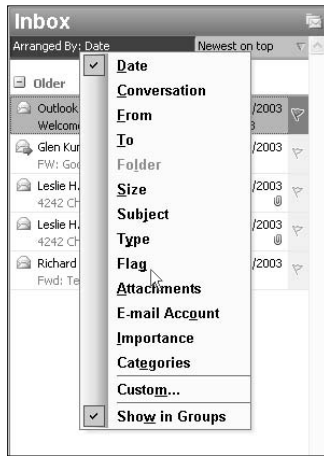 Inbox
Arranged By: Date Newest on top
Older
Outlook /2003
Welcom 3
Glen Kur /2003
FW: Goo
Leslie H. /2003
4242 Ch
Leslie H. /2003
4242 Ch
Richard /2003
Fwd: Te
Date
Conversation
From
To
Folder
Size
Subject
Type
Flag
Attachments
E-mail Account
Importance
Categories
Custom...
Show in Groups